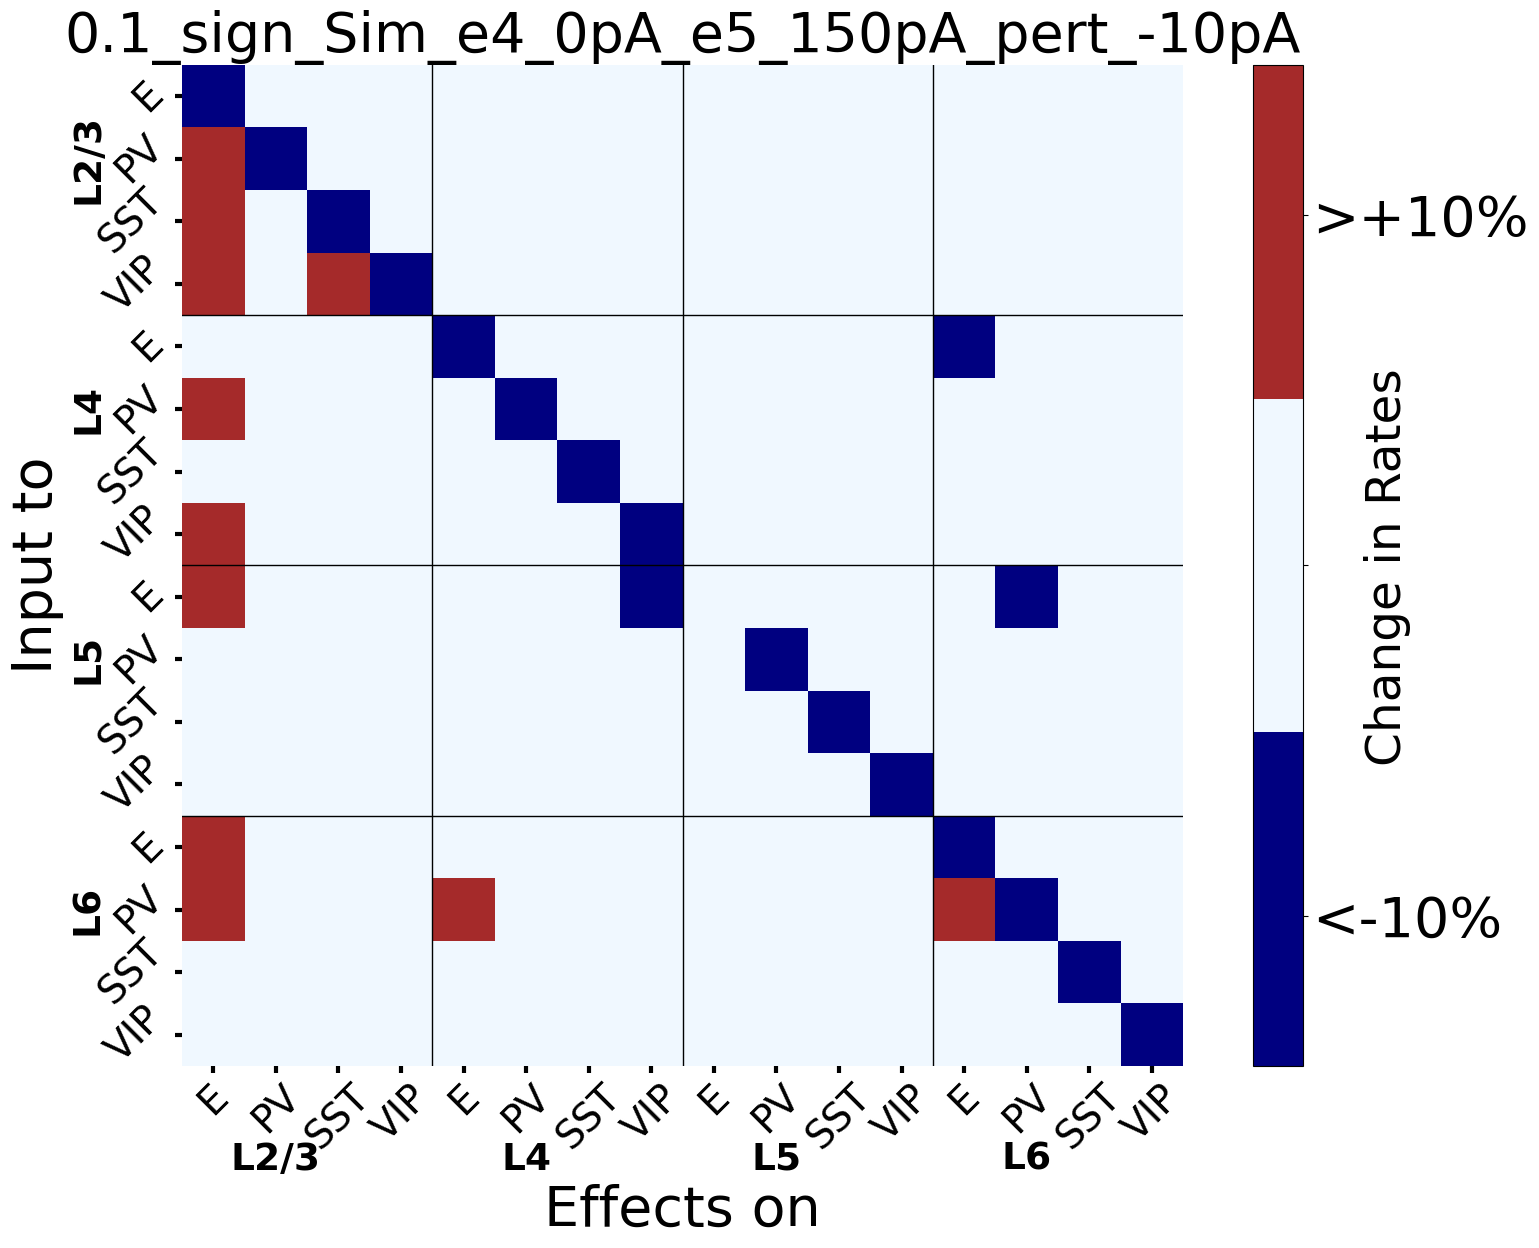 0.1_sign_Sim_e4_0pA_e5_150pA_pert_-10pA
Input to
L2/3
E
PV
SST
VIP
L4
E
PV
SST
VIP
L5
E
PV
SST
VIP
L6
E
PV
SST
VIP
E PV SST VIP E PV SST VIP E PV SST VIP E PV SST VIP
L2/3 L4 L5 L6
Effects on
>+10%
<-10%
Change in Rates